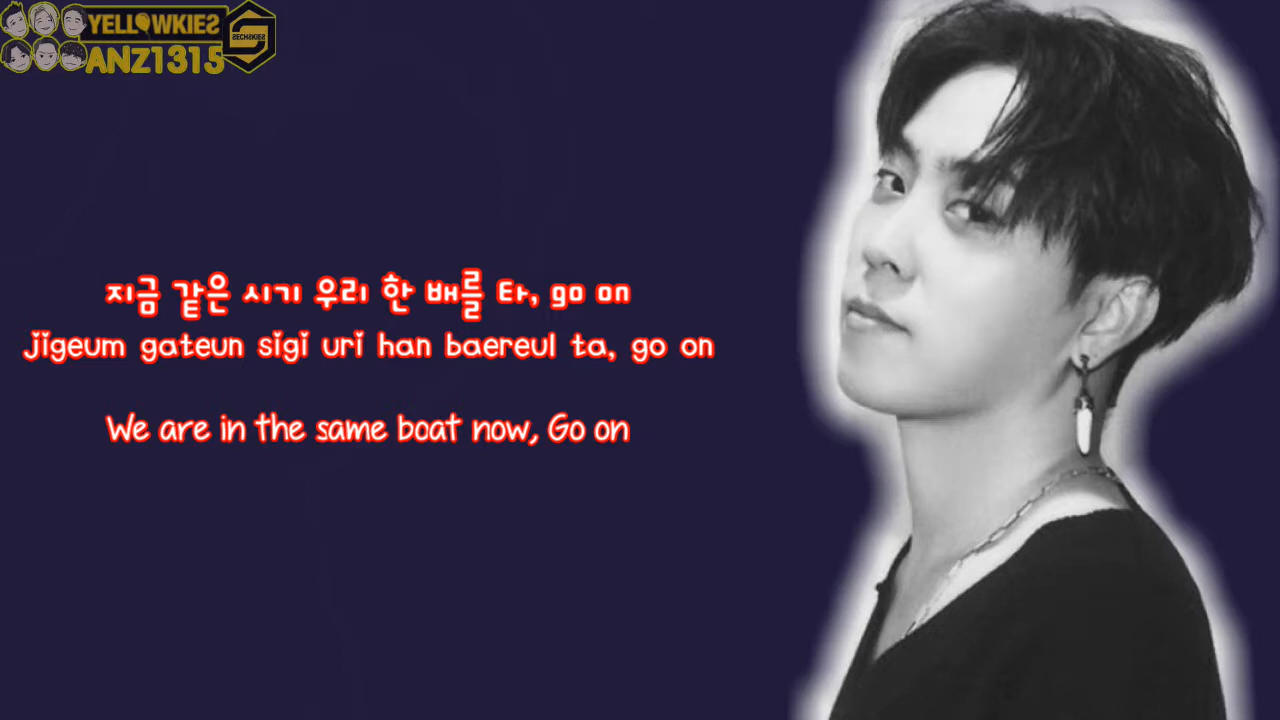 YELLOWKIES
ANZ1315
SECHSKIES
지금 같은 시기 우리 한 배를 타, go on
jigeum gateun sigi uri han baereul ta, go on
We are in the same boat now, Go on